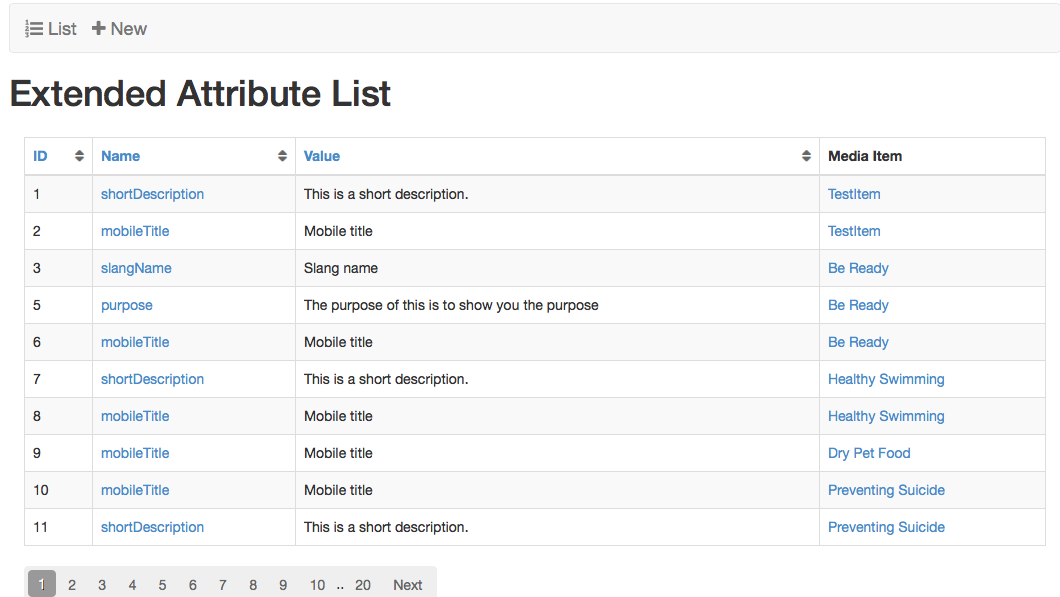 List New
Extended Attribute List
ID Name Value Media Item
1 shortDescription This is a short description. TestItem
2 mobileTitle Mobile title TestItem
3 slangName Slang name Be Ready
5 purpose The purpose of this is to show you the purpose Be Ready
6 mobileTitle Mobile title Be Ready
7 shortDescription This is a short description. Healthy Swimming
8 mobileTitle Mobile title Healthy Swimming
9 mobileTitle Mobile title Dry Pet Food
10 mobileTitle Mobile title Preventing Suicide
11 shortDescription This is a short description. Preventing Suicide
1 2 3 4 5 6 7 8 9 10 .. 20 Next